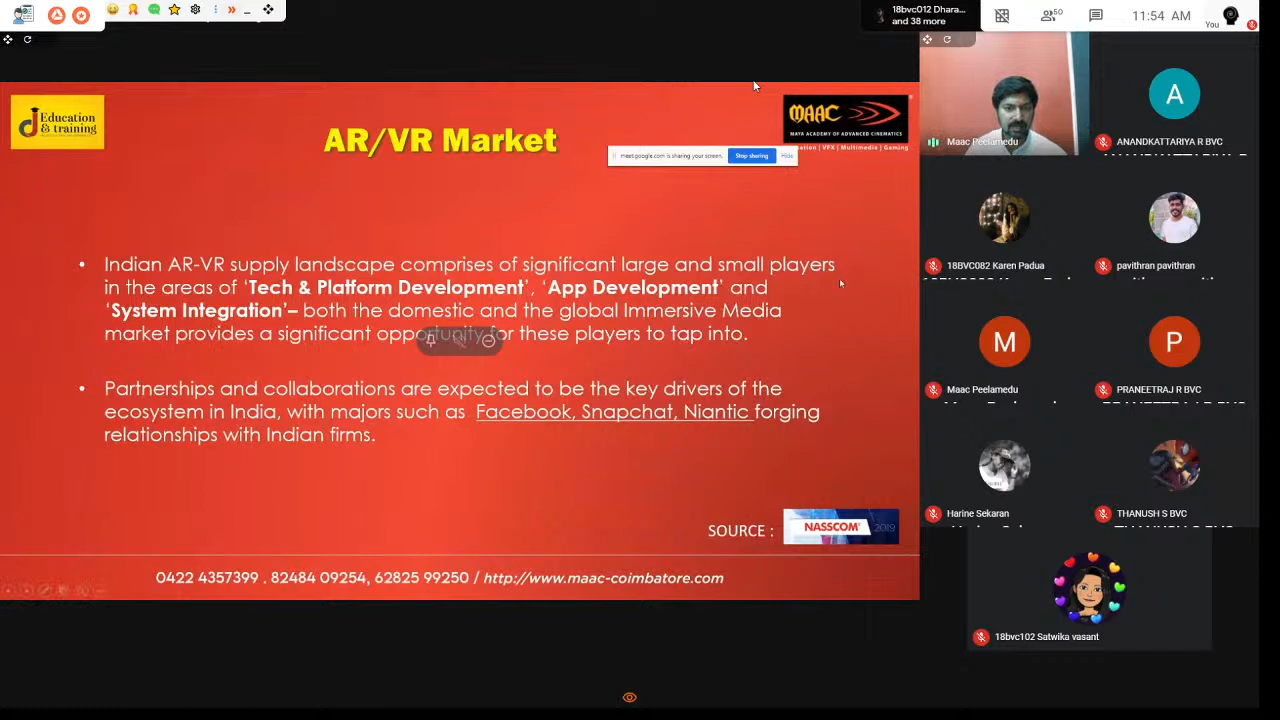 18bvc012 Dhara...
and 38 more
60
11:54 AM
You
Education
& training
AR/VR Market
MAAC
MAYA ACADEMY OF ADVANCED CINEMATICS
ation | VFX | Multimedia | Gaming
meet.google.com is sharing your screen.
Stop sharing
Hide
• Indian AR-VR supply landscape comprises of significant large and small players
in the areas of ‘Tech & Platform Development’, ‘App Development’ and
‘System Integration’– both the domestic and the global Immersive Media
market provides a significant opportunity for these players to tap into.
• Partnerships and collaborations are expected to be the key drivers of the
ecosystem in India, with majors such as Facebook, Snapchat, Niantic forging
relationships with Indian firms.
SOURCE :
NASSCOM
2019
0422 4357399 . 82484 09254, 62825 99250 / http://www.maac-coimbatore.com
Maac Peelamedu
A
ANANDKATTARIYA R BVC
18BVC082 Karen Padua
pavithran pavithran
M
Maac Peelamedu
P
PRANEETRAJ R BVC
Harine Sekaran
THANUSH S BVC
18bvc102 Satwika vasant